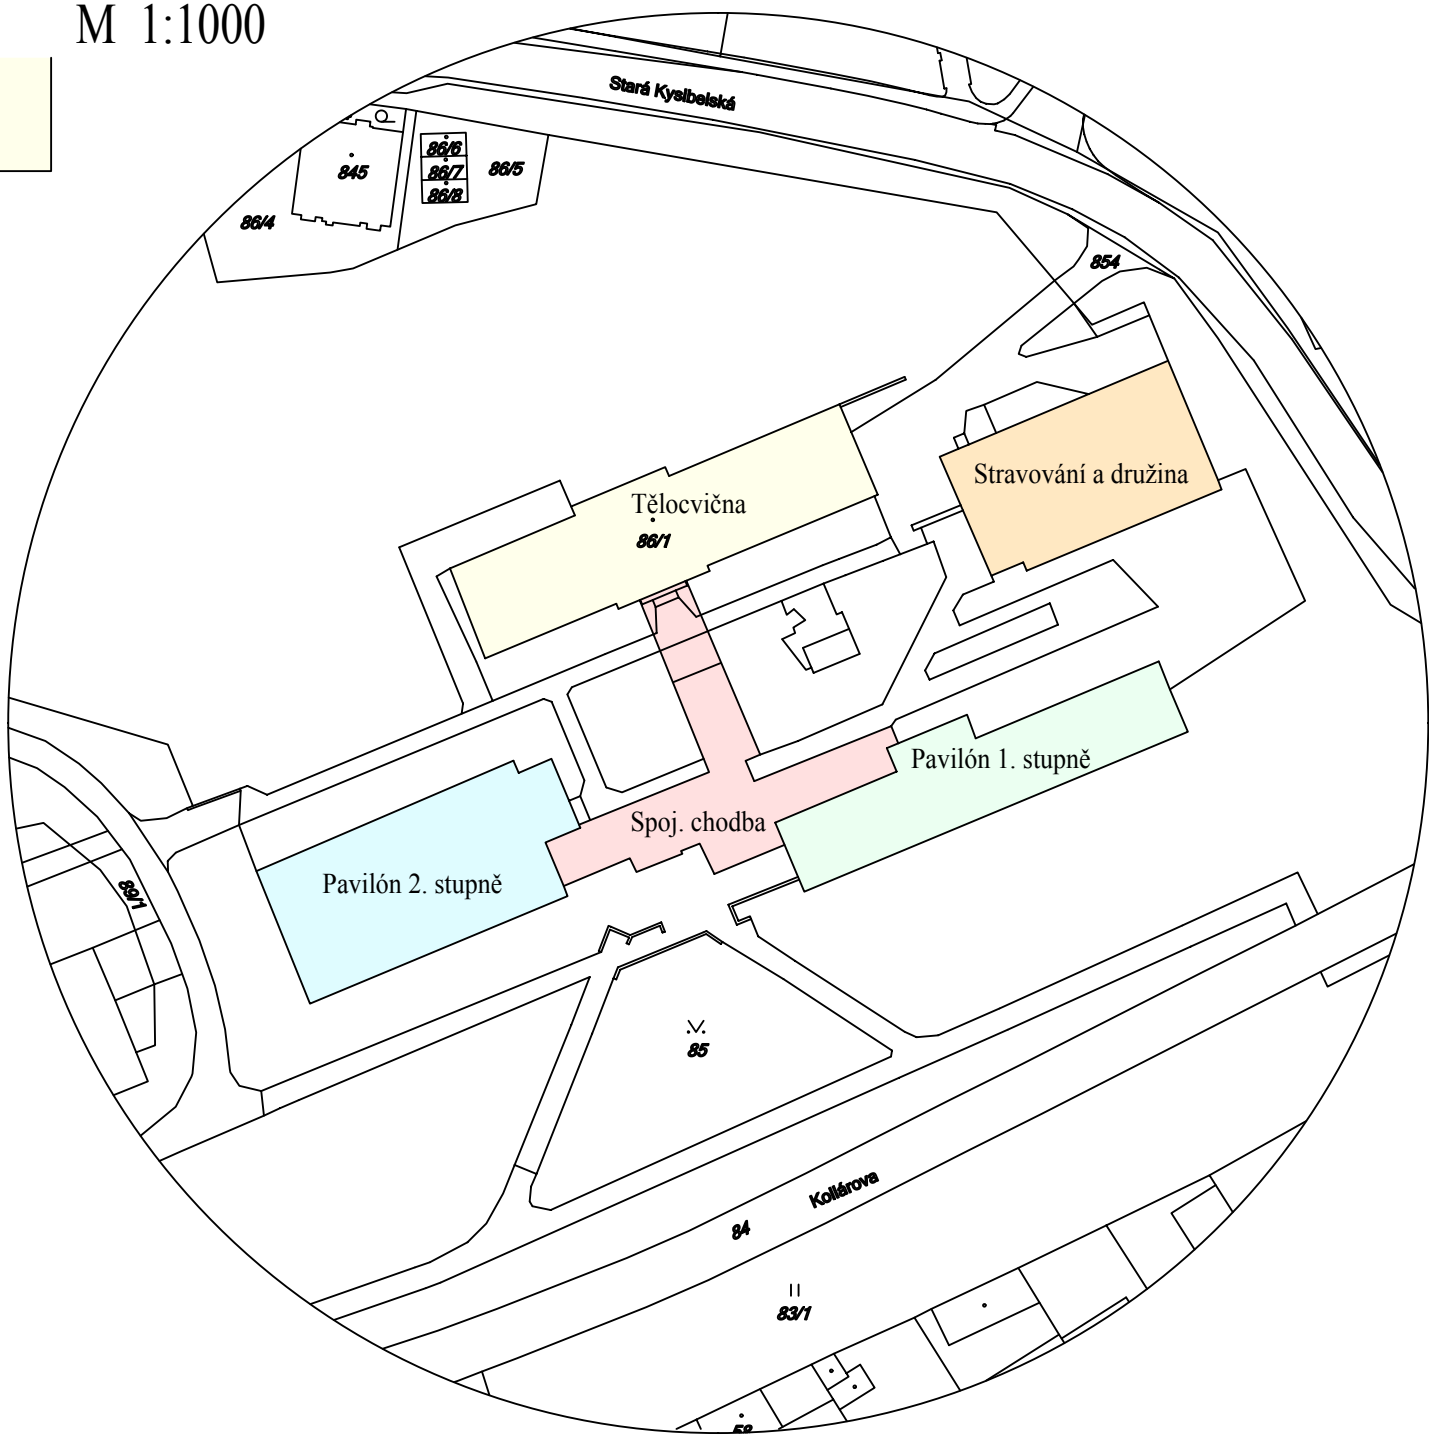 M 1:1000
Stará Kysibelská
86/6
845
86/7
86/5
86/8
86/4
854
Stravování a družina
Tělocvična
86/1
Pavilón 1. stupně
Spoj. chodba
Pavilón 2. stupně
89/1
85
Kollárova
84
83/1